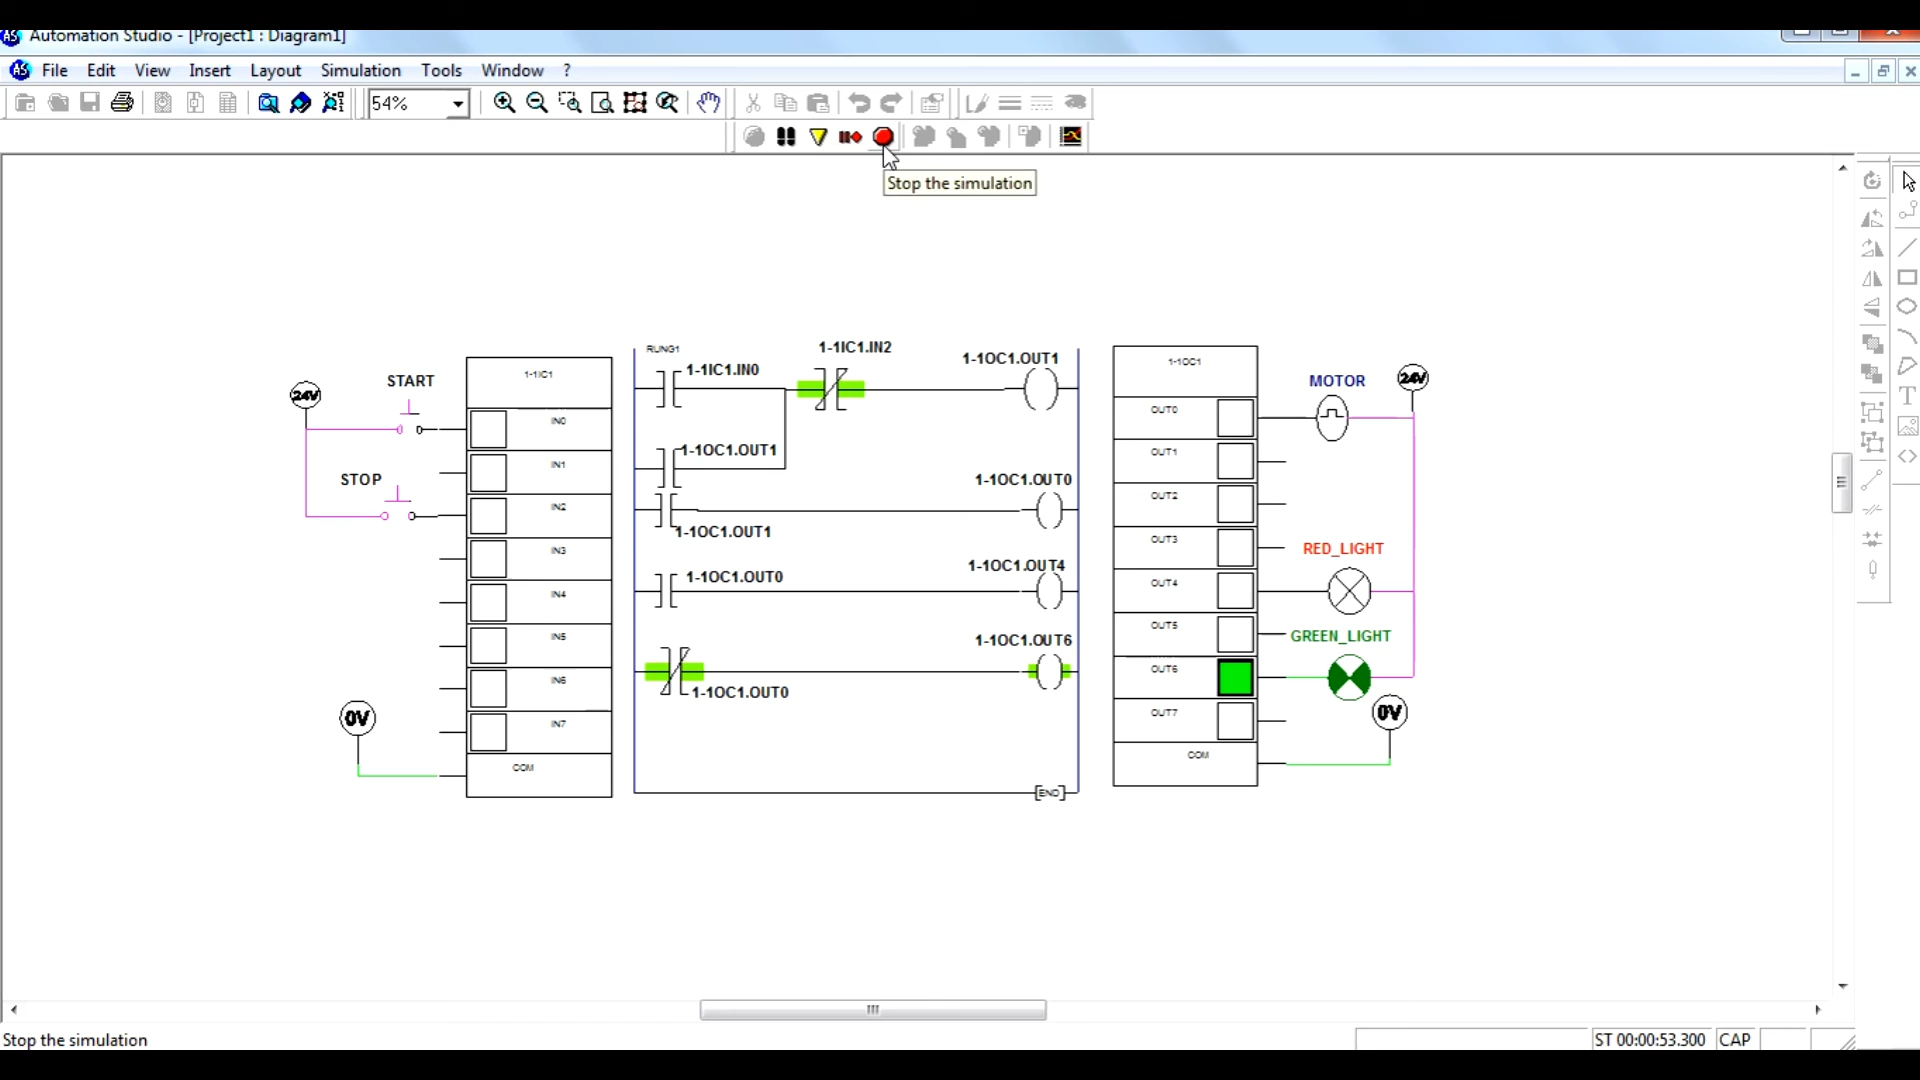 Automation Studio - [Project1 : Diagram1]
File Edit View Insert Layout Simulation Tools Window ?
54%
Stop the simulation
24V
START
STOP
0V
1-1IC1
IN0
IN1
IN2
IN3
IN4
IN5
IN6
IN7
COM
RUNG1
1-1IC1.IN0
1-1IC1.IN2
1-1OC1.OUT1
1-1OC1.OUT1
1-1OC1.OUT0
1-1OC1.OUT1
1-1OC1.OUT0
1-1OC1.OUT4
1-1OC1.OUT6
1-1OC1.OUT0
[END]
1-1OC1
OUT0
OUT1
OUT2
OUT3
OUT4
OUT5
OUT6
OUT7
COM
MOTOR
24V
RED_LIGHT
GREEN_LIGHT
0V
Stop the simulation
ST 00:00:53.300 CAP